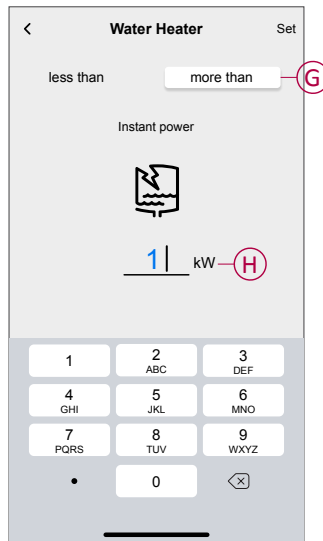 < Water Heater Set
less than more than G
Instant power
1 kW H
1 2 3
ABC DEF
4 5 6
GHI JKL MNO
7 8 9
PQRS TUV WXYZ
• 0